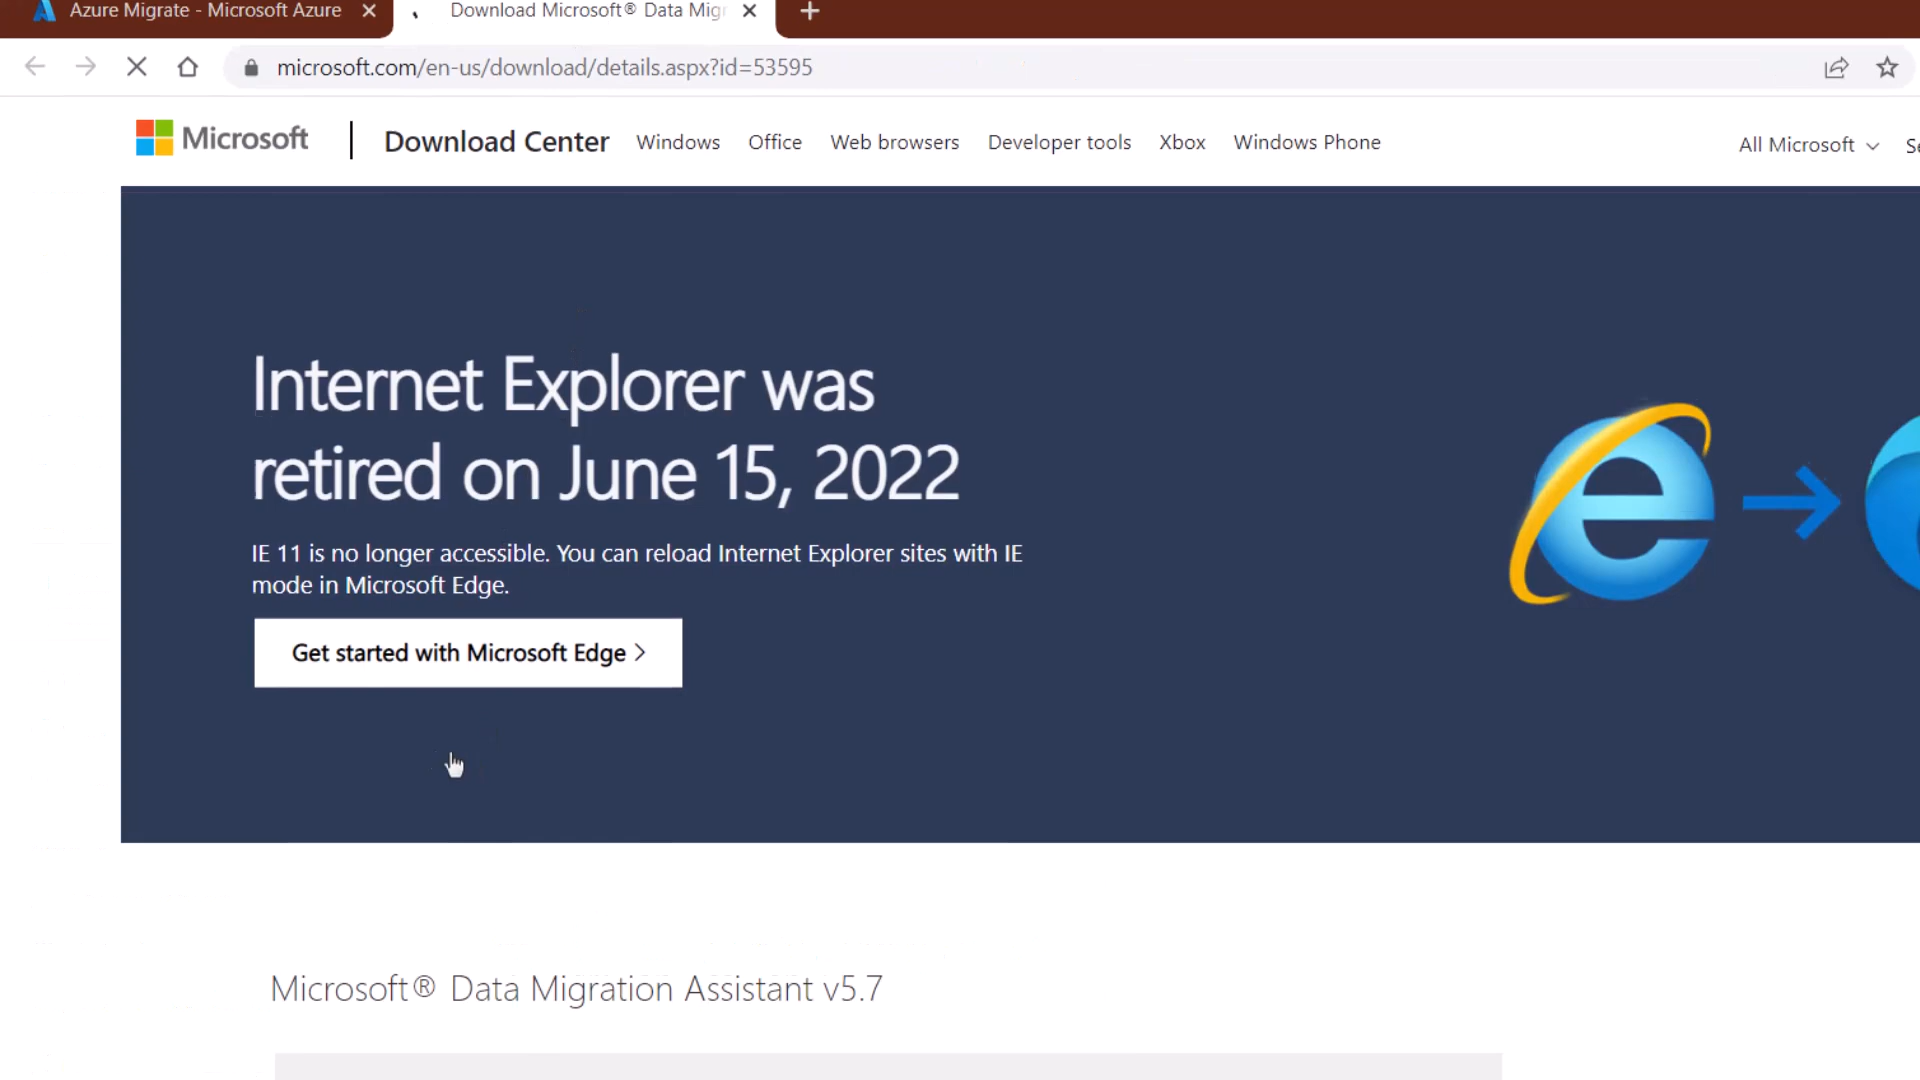 Azure Migrate - Microsoft Azure
Download Microsoft® Data Migr
microsoft.com/en-us/download/details.aspx?id=53595
Microsoft
Download Center
Windows
Office
Web browsers
Developer tools
Xbox
Windows Phone
All Microsoft
Internet Explorer was
retired on June 15, 2022
IE 11 is no longer accessible. You can reload Internet Explorer sites with IE
mode in Microsoft Edge.
Get started with Microsoft Edge >
Microsoft® Data Migration Assistant v5.7